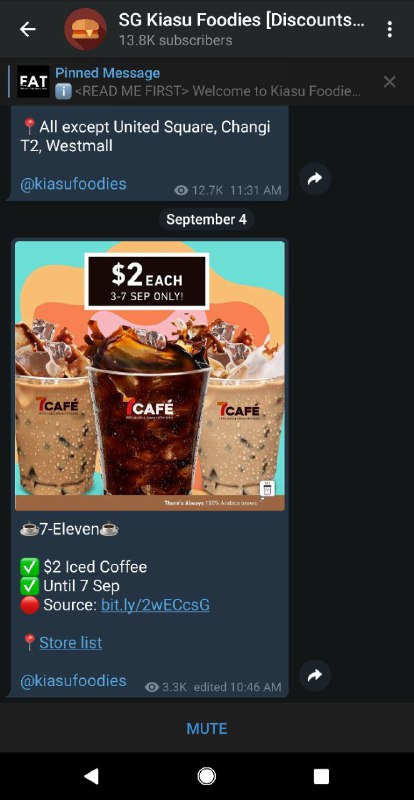 SG Kiasu Foodies [Discounts...
13.8K subscribers
EAT
Pinned Message
ℹ️ <READ ME FIRST> Welcome to Kiasu Foodie...
📍All except United Square, Changi
T2, Westmall
@kiasufoodies
12.7K 11:31 AM
September 4
$2 EACH
3-7 SEP ONLY!
7CAFÉ
7CAFÉ
7CAFÉ
There's Always 100% Arabica brews
☕7-Eleven☕
✅ $2 Iced Coffee
✅ Until 7 Sep
🔴 Source: bit.ly/2wECcsG
📍Store list
@kiasufoodies
3.3K edited 10:46 AM
MUTE